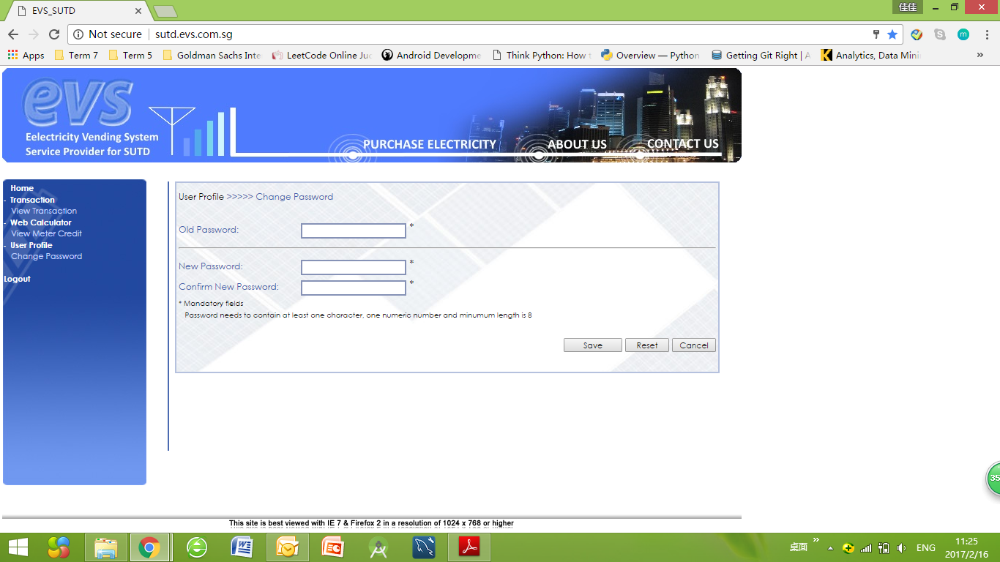 EVS_SUTD
佳佳
Not secure
sutd.evs.com.sg
Apps
Term 7
Term 5
Goldman Sachs Inte
LeetCode Online Juc
Android Developme
Think Python: How t
Overview — Python
Getting Git Right | A
Analytics, Data Mini
evs
Eelectricity Vending System
Service Provider for SUTD
PURCHASE ELECTRICITY
ABOUT US
CONTACT US
Home
- Transaction
View Transaction
- Web Calculator
View Meter Credit
- User Profile
Change Password
Logout
User Profile >>>>> Change Password
Old Password: *
New Password: *
Confirm New Password: *
* Mandatory fields
Password needs to contain at least one character, one numeric number and minumum length is 8
Save
Reset
Cancel
35
This site is best viewed with IE 7 & Firefox 2 in a resolution of 1024 x 768 or higher
桌面
ENG
11:25
2017/2/16